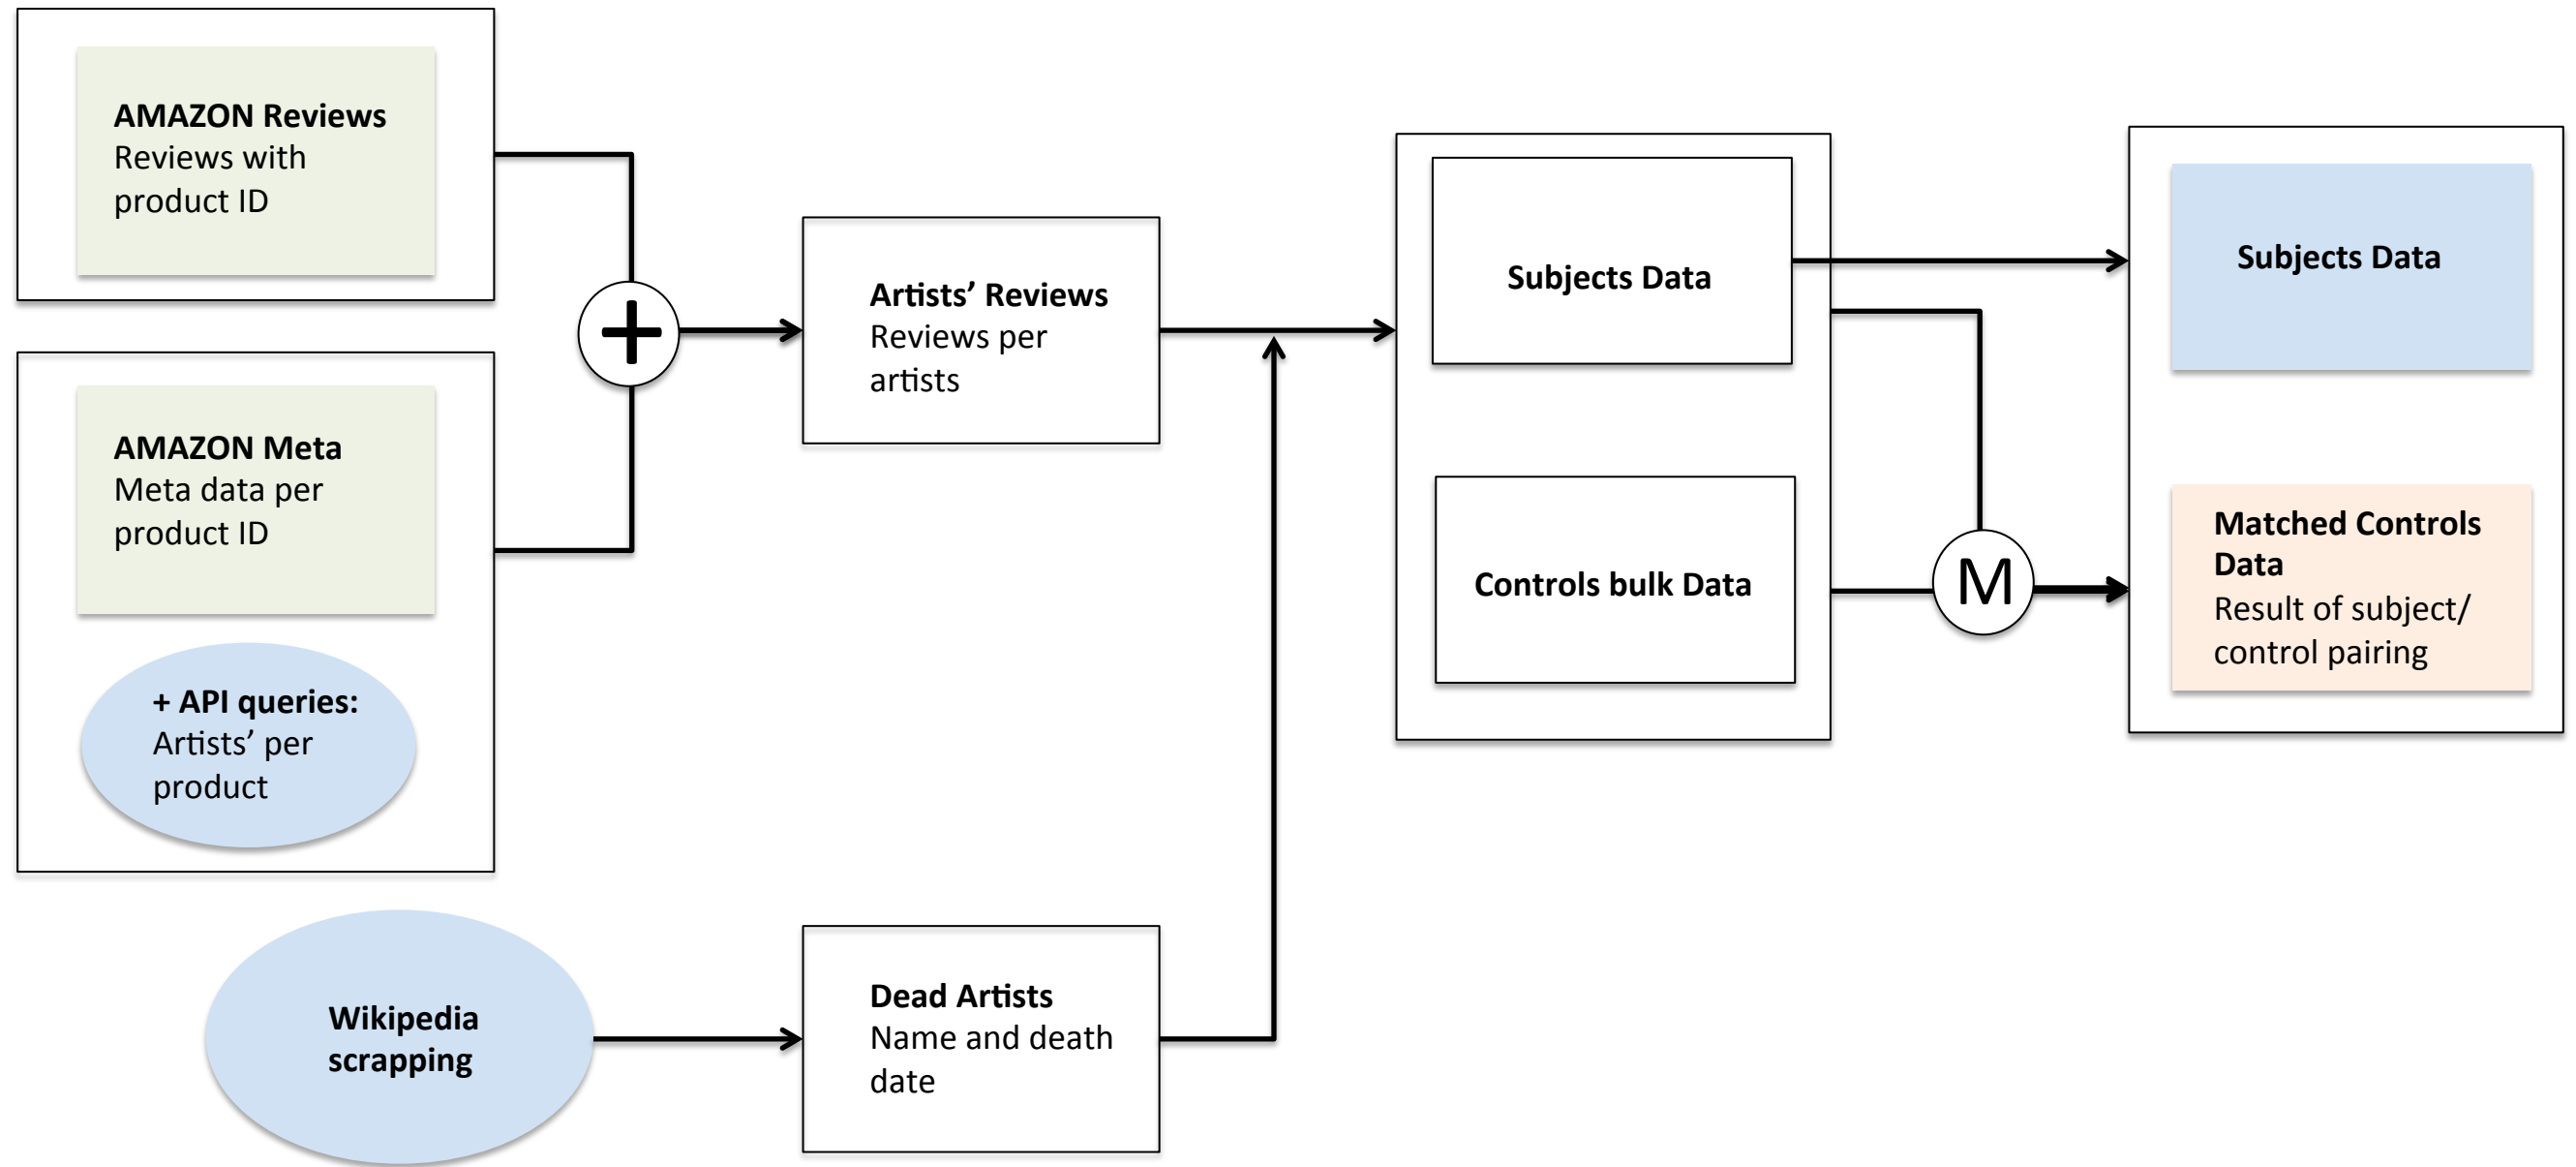 AMAZON Reviews
Reviews with
product ID
AMAZON Meta
Meta data per
product ID
+ API queries:
Artists’ per
product
Wikipedia
scrapping
+
Artists’ Reviews
Reviews per
artists
Dead Artists
Name and death
date
Subjects Data
Controls bulk Data
M
Subjects Data
Matched Controls
Data
Result of subject/
control pairing